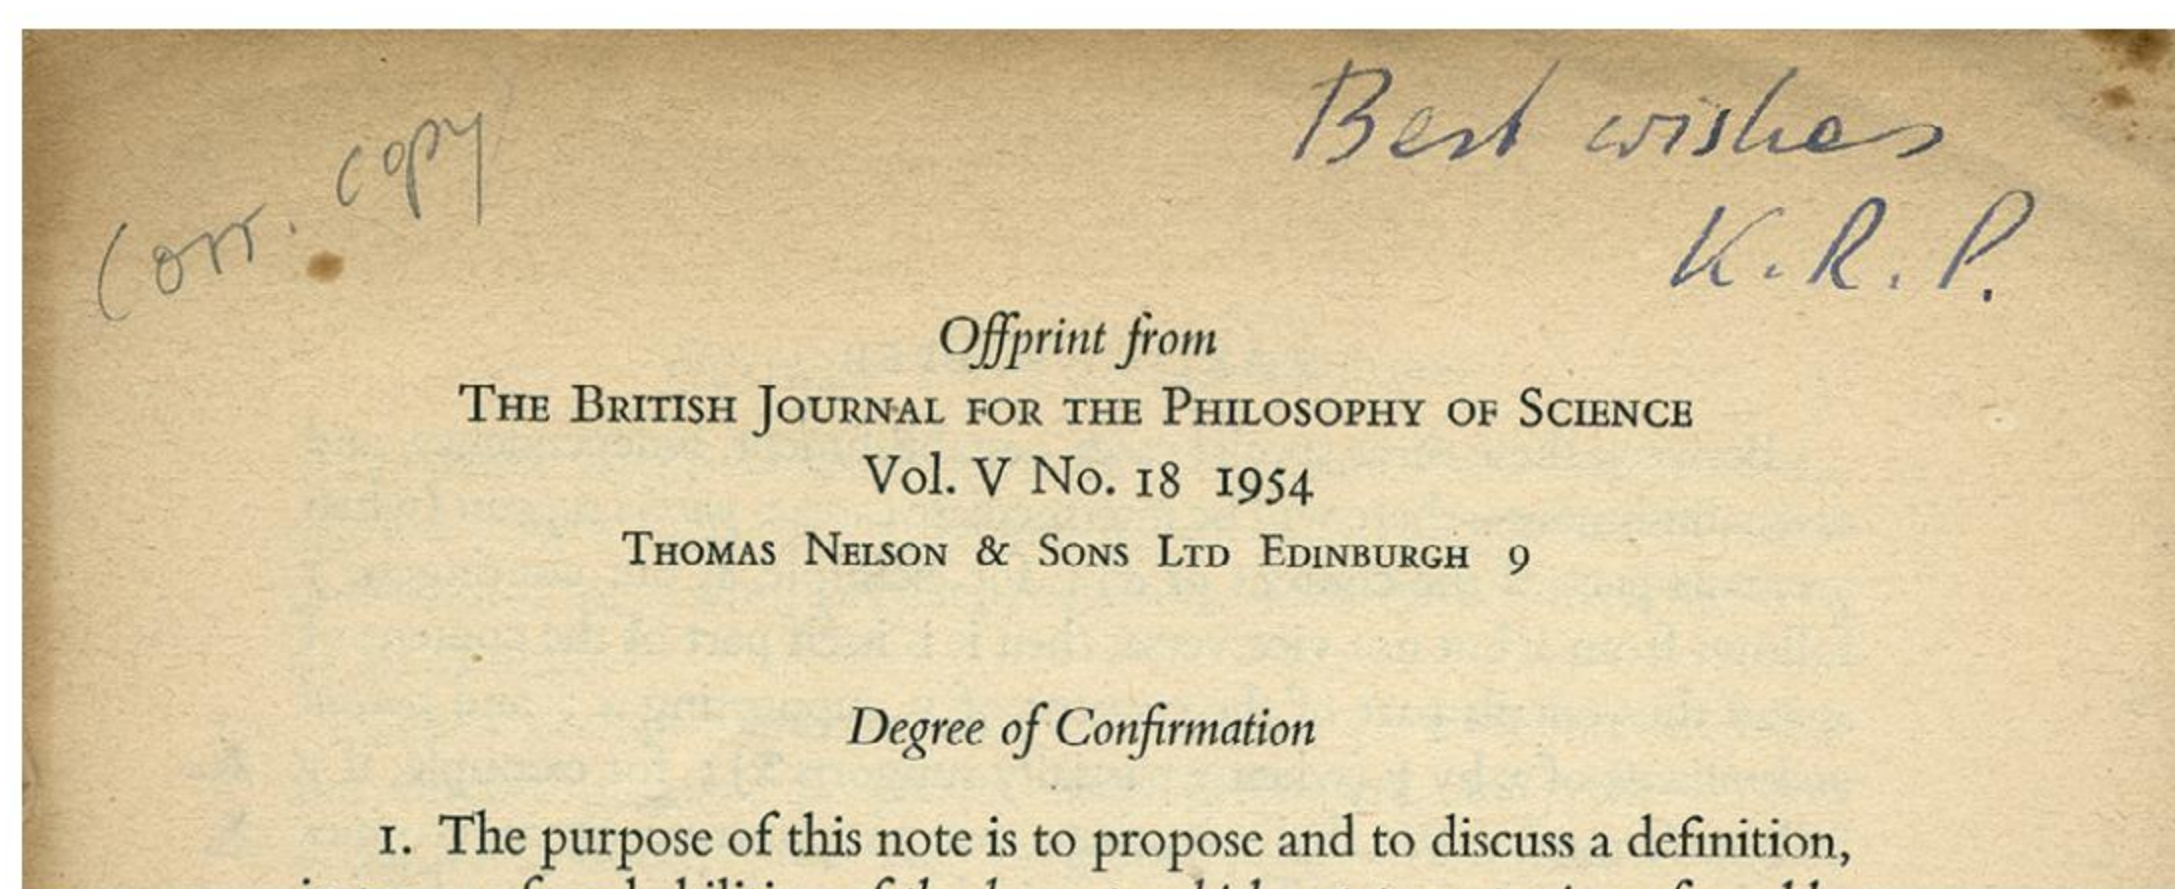 Corr. copy
Best wishes
K. R. P.
Offprint from
THE BRITISH JOURNAL FOR THE PHILOSOPHY OF SCIENCE
Vol. V No. 18 1954
THOMAS NELSON & SONS LTD EDINBURGH 9
Degree of Confirmation
1. The purpose of this note is to propose and to discuss a definition,